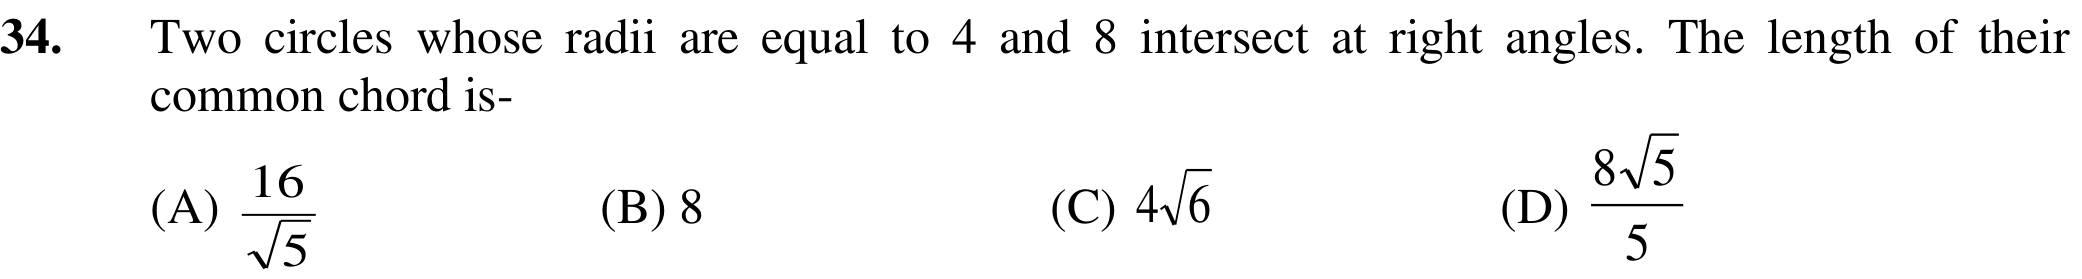 34. Two circles whose radii are equal to 4 and 8 intersect at right angles. The length of their
common chord is-
(A) 16/√5 (B) 8 (C) 4√6 (D) 8√5/5